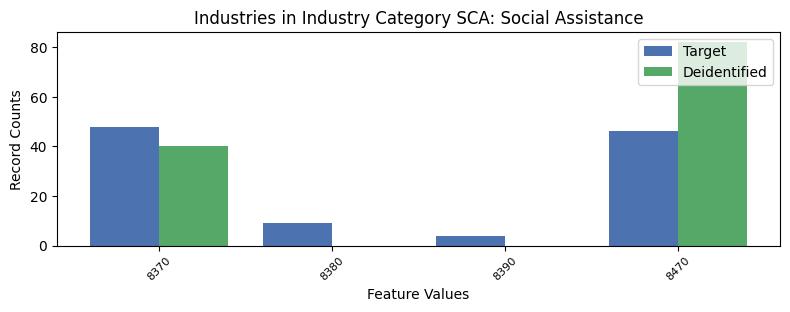 Industries in Industry Category SCA: Social Assistance
Target
Deidentified
Record Counts
80
60
40
20
0
8370
8380
8390
8470
Feature Values